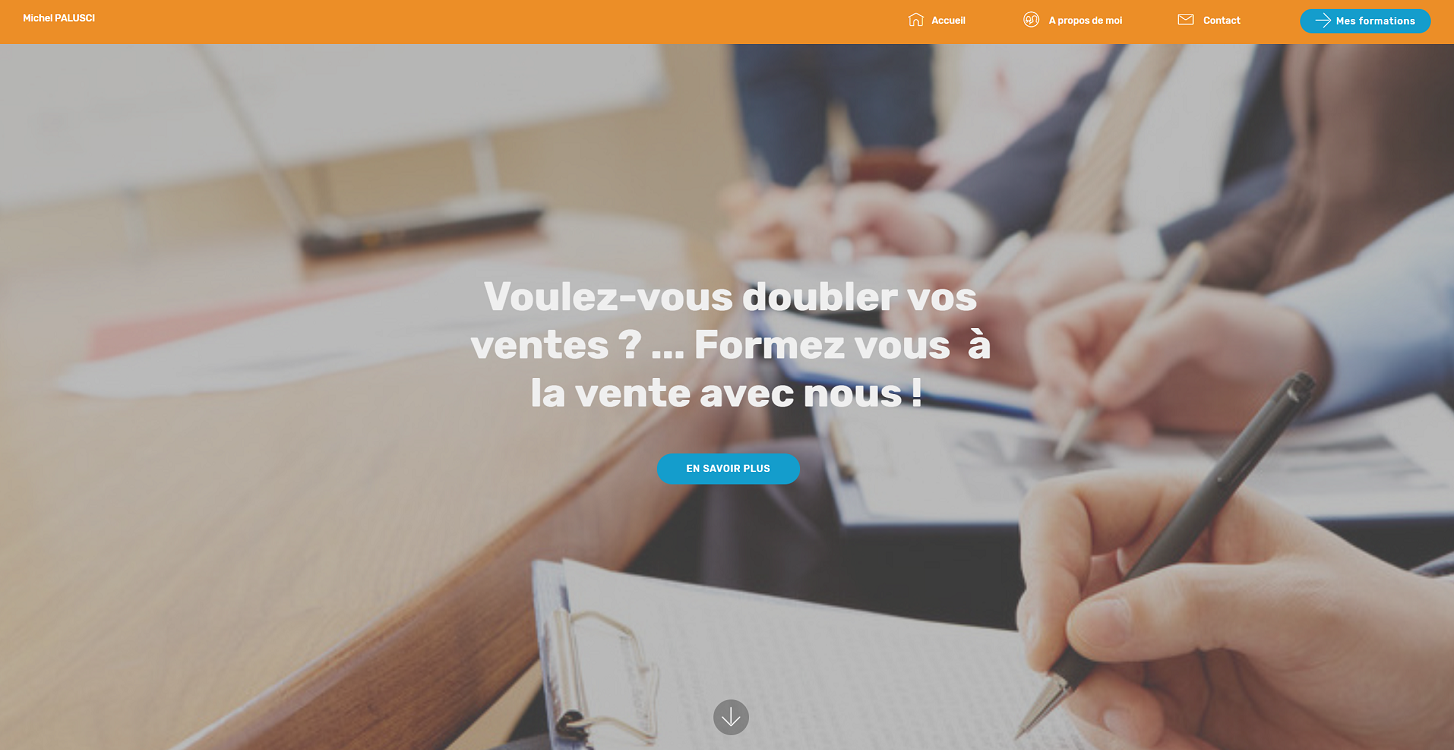 Michel PALUSCI
Accueil
A propos de moi
Contact
Mes formations
Voulez-vous doubler vos
ventes ? ... Formez vous à
la vente avec nous !
EN SAVOIR PLUS